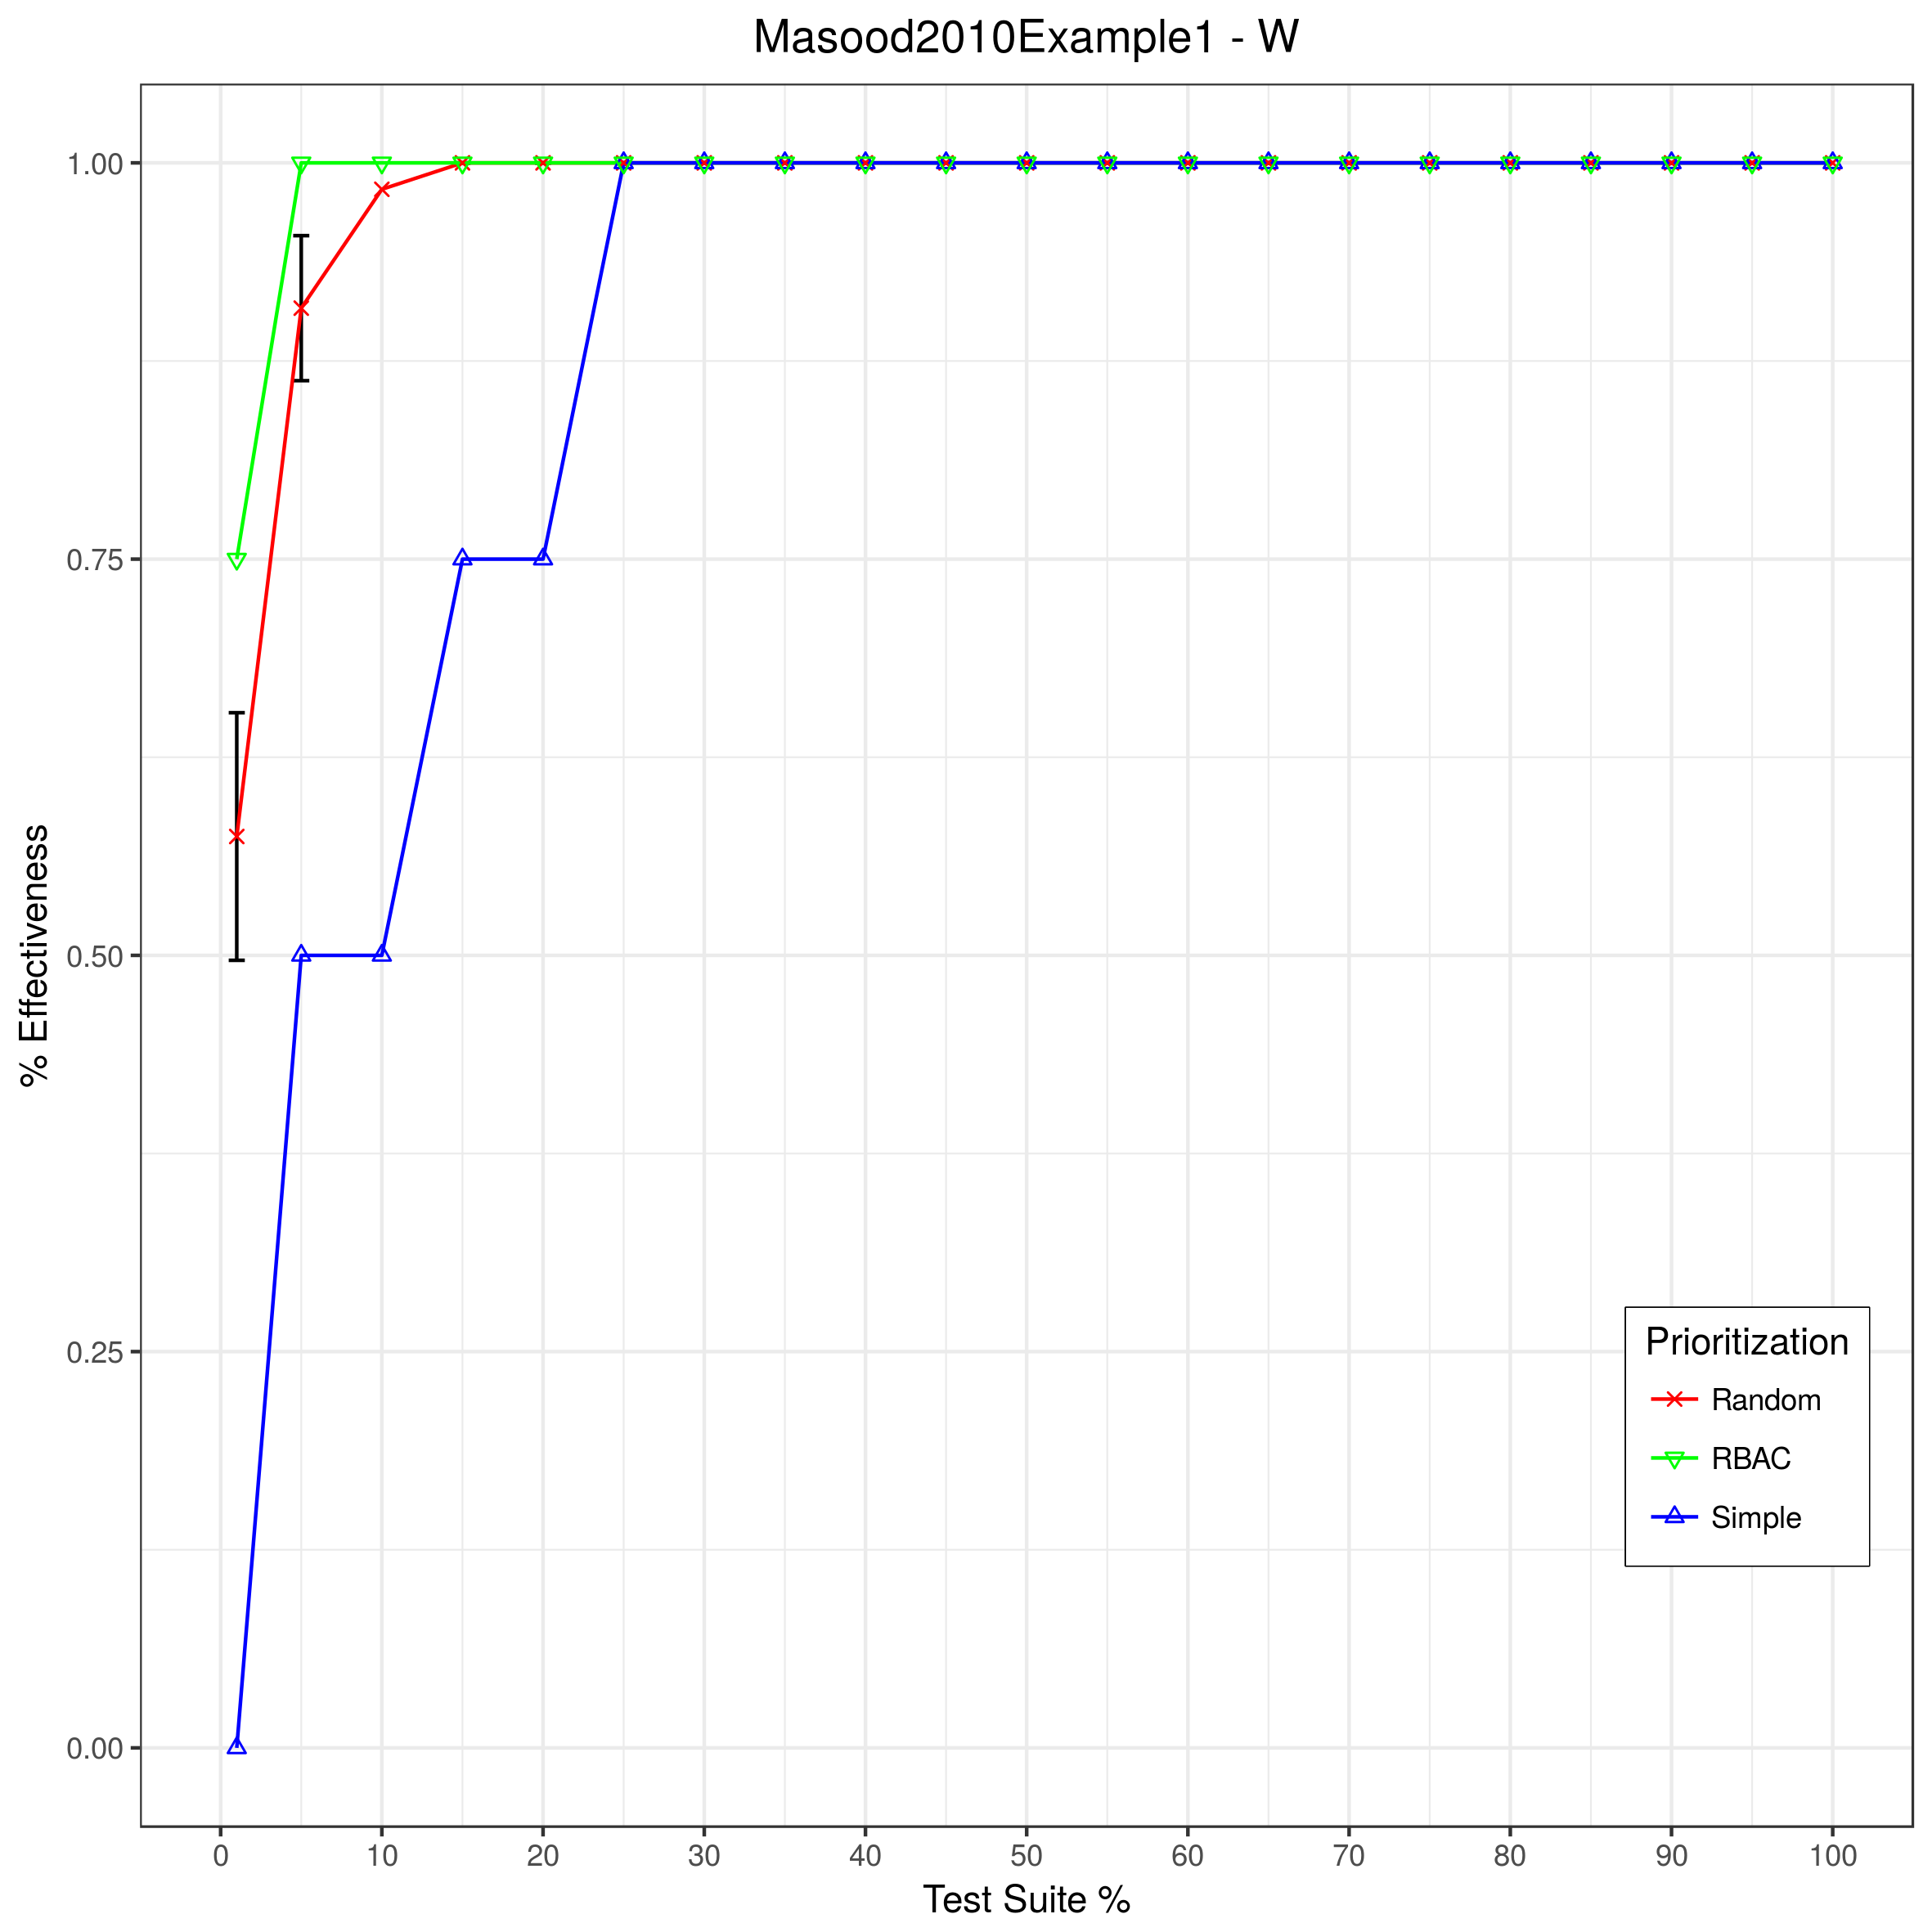 Masood2010Example1 - W
% Effectiveness
1.00
0.75
0.50
0.25
0.00
Prioritization
Random
RBAC
Simple
0 10 20 30 40 50 60 70 80 90 100
Test Suite %